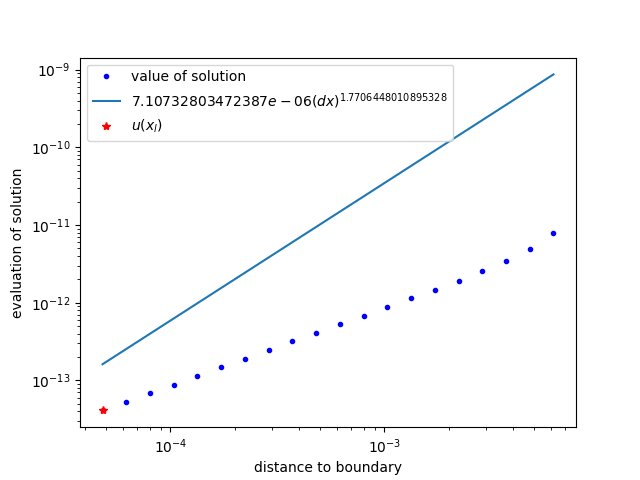 value of solution
7.10732803472387e − 06(dx)^1.7706448010895328
u(x_l)
10^−9
10^−10
10^−11
10^−12
10^−13
evaluation of solution
10^−4
10^−3
distance to boundary